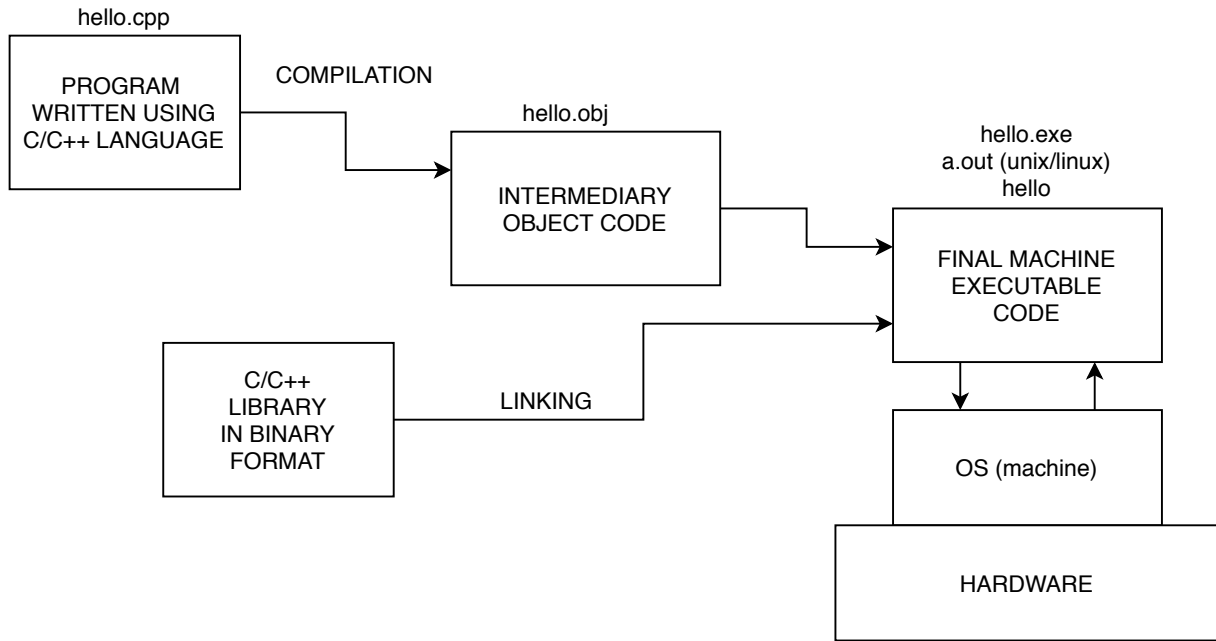 hello.cpp
PROGRAM
WRITTEN USING
C/C++ LANGUAGE
COMPILATION
hello.obj
INTERMEDIARY
OBJECT CODE
hello.exe
a.out (unix/linux)
hello
FINAL MACHINE
EXECUTABLE
CODE
C/C++
LIBRARY
IN BINARY
FORMAT
LINKING
OS (machine)
HARDWARE